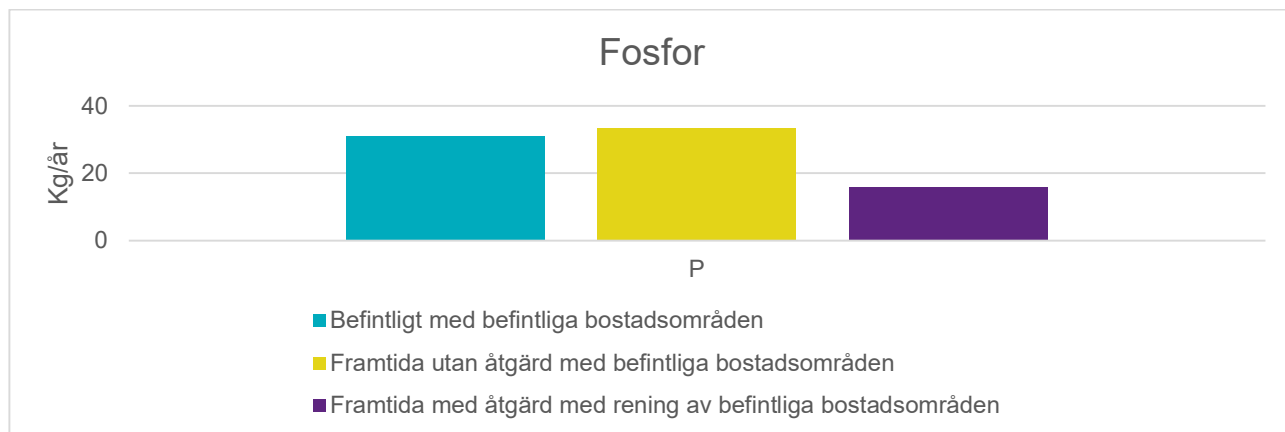 Fosfor
Kg/år
40
20
0
P
Befintligt med befintliga bostadsområden
Framtida utan åtgärd med befintliga bostadsområden
Framtida med åtgärd med rening av befintliga bostadsområden